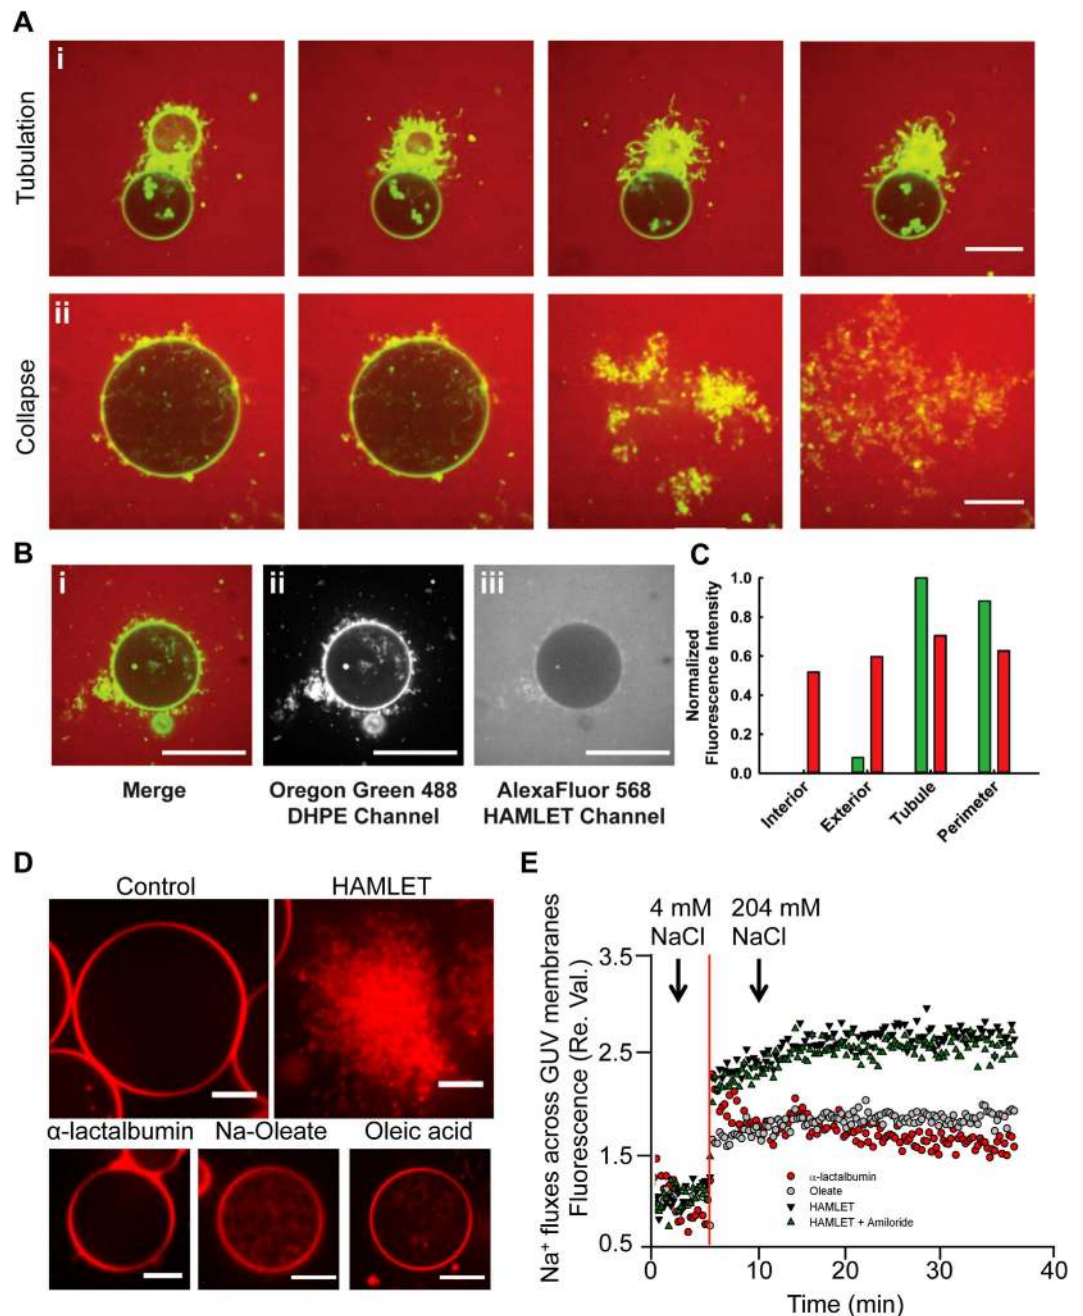 A
Tubulation
i
Collapse
ii
B
i
ii
iii
Merge
Oregon Green 488
DHPE Channel
AlexaFluor 568
HAMLET Channel
C
Normalized
Fluorescence Intensity
1.0
0.8
0.6
0.4
0.2
0.0
Interior
Exterior
Tubule
Perimeter
D
Control
HAMLET
α-lactalbumin
Na-Oleate
Oleic acid
E
4 mM
NaCl
204 mM
NaCl
Na⁺ fluxes across GUV membranes
Fluorescence (Re. Val.)
3.5
2.5
1.5
0.5
α-lactalbumin
Oleate
HAMLET
HAMLET + Amiloride
0
10
20
30
40
Time (min)